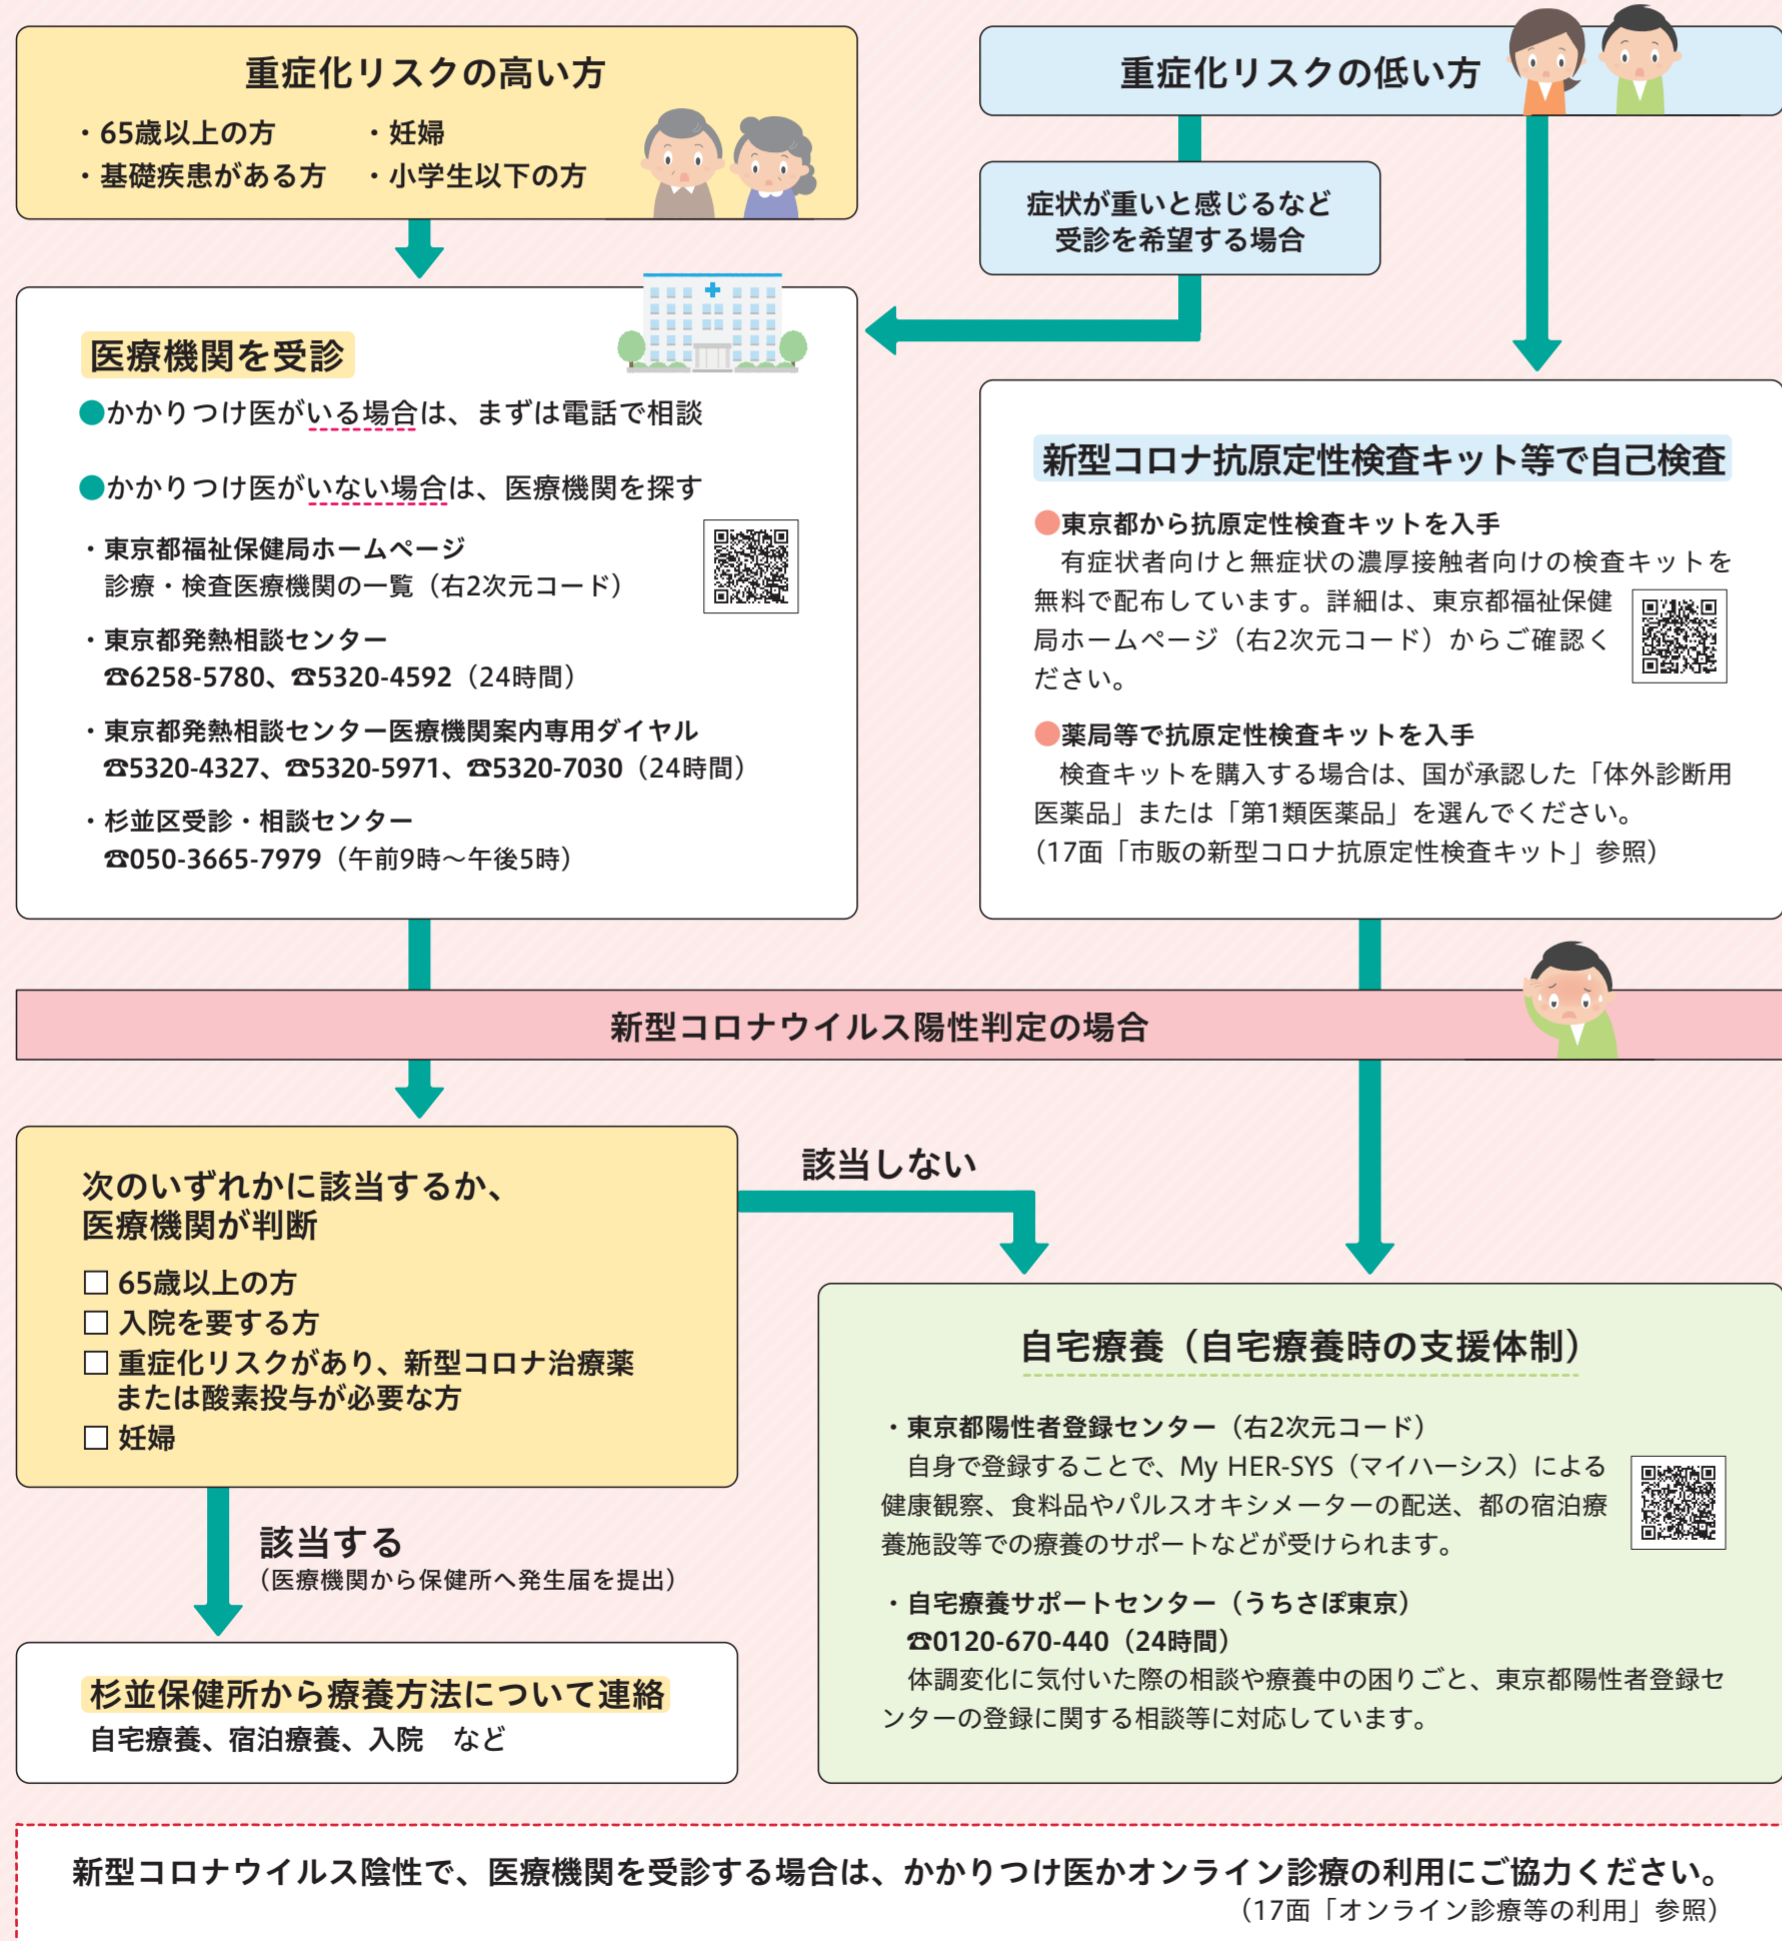 重症化リスクの高い方
・65歳以上の方　・妊婦
・基礎疾患がある方　・小学生以下の方
重症化リスクの低い方
症状が重いと感じるなど
受診を希望する場合
医療機関を受診
●かかりつけ医がいる場合は、まずは電話で相談
●かかりつけ医がいない場合は、医療機関を探す
・東京都福祉保健局ホームページ
診療・検査医療機関の一覧（右2次元コード）
・東京都発熱相談センター
☎6258-5780、☎5320-4592（24時間）
・東京都発熱相談センター医療機関案内専用ダイヤル
☎5320-4327、☎5320-5971、☎5320-7030（24時間）
・杉並区受診・相談センター
☎050-3665-7979（午前9時～午後5時）
新型コロナ抗原定性検査キット等で自己検査
●東京都から抗原定性検査キットを入手
　有症状者向けと無症状の濃厚接触者向けの検査キットを
無料で配布しています。詳細は、東京都福祉保健
局ホームページ（右2次元コード）からご確認く
ださい。
●薬局等で抗原定性検査キットを入手
　検査キットを購入する場合は、国が承認した「体外診断用
医薬品」または「第1類医薬品」を選んでください。
（17面「市販の新型コロナ抗原定性検査キット」参照）
新型コロナウイルス陽性判定の場合
次のいずれかに該当するか、
医療機関が判断
□ 65歳以上の方
□ 入院を要する方
□ 重症化リスクがあり、新型コロナ治療薬
または酸素投与が必要な方
□ 妊婦
該当しない
該当する
（医療機関から保健所へ発生届を提出）
杉並保健所から療養方法について連絡
自宅療養、宿泊療養、入院　など
自宅療養（自宅療養時の支援体制）
・東京都陽性者登録センター（右2次元コード）
　自身で登録することで、My HER-SYS（マイハーシス）による
健康観察、食料品やパルスオキシメーターの配送、都の宿泊療
養施設等での療養のサポートなどが受けられます。
・自宅療養サポートセンター（うちさぽ東京）
☎0120-670-440（24時間）
　体調変化に気付いた際の相談や療養中の困りごと、東京都陽性者登録セ
ンターの登録に関する相談等に対応しています。
新型コロナウイルス陰性で、医療機関を受診する場合は、かかりつけ医かオンライン診療の利用にご協力ください。
（17面「オンライン診療等の利用」参照）